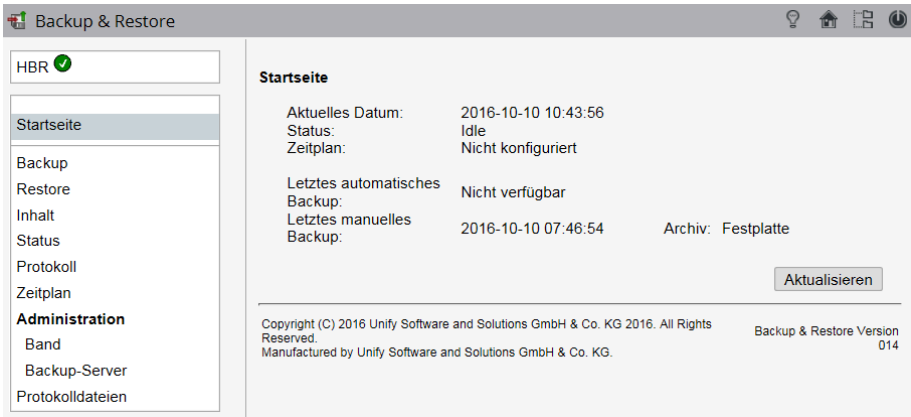 Backup & Restore
HBR
Startseite
Backup
Restore
Inhalt
Status
Protokoll
Zeitplan
Administration
Band
Backup-Server
Protokolldateien
Startseite
Aktuelles Datum: 2016-10-10 10:43:56
Status: Idle
Zeitplan: Nicht konfiguriert
Letztes automatisches
Backup: Nicht verfügbar
Letztes manuelles
Backup: 2016-10-10 07:46:54 Archiv: Festplatte
Aktualisieren
Copyright (C) 2016 Unify Software and Solutions GmbH & Co. KG 2016. All Rights
Reserved.
Manufactured by Unify Software and Solutions GmbH & Co. KG.
Backup & Restore Version
014